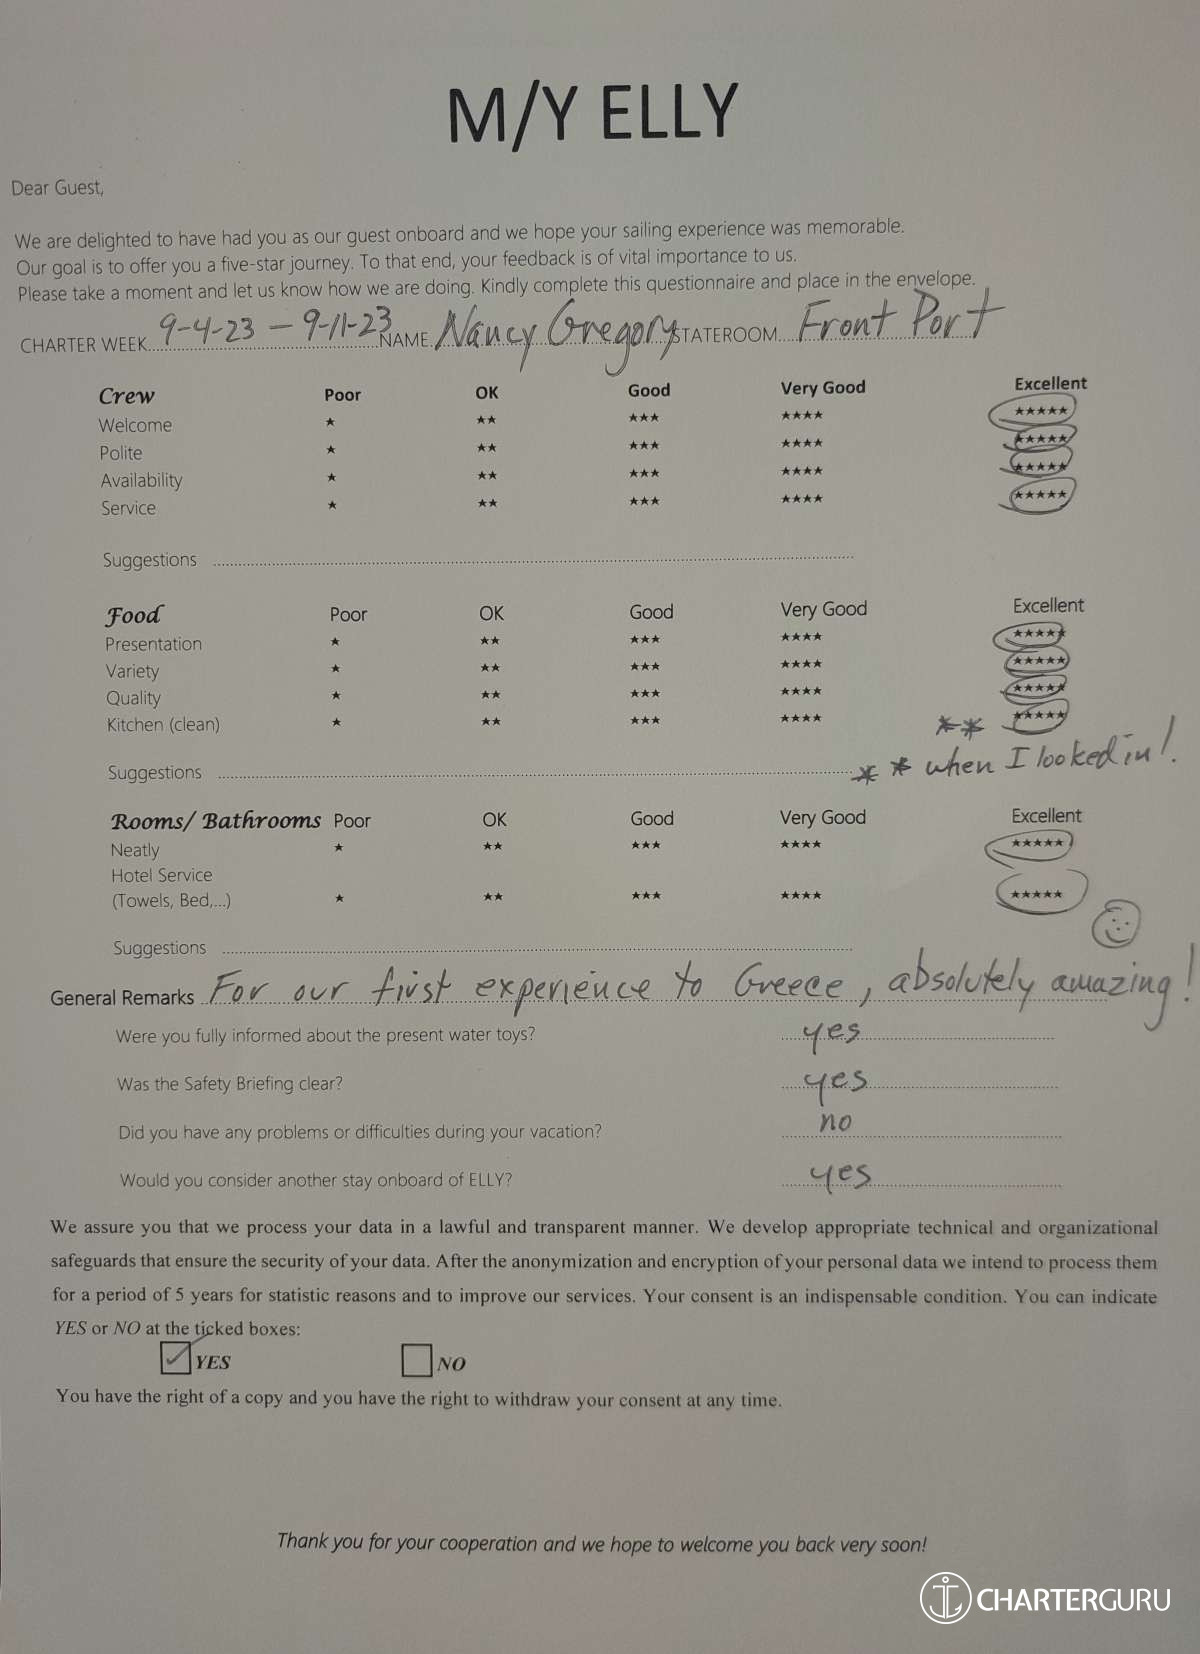 M/Y ELLY
Dear Guest,
We are delighted to have had you as our guest onboard and we hope your sailing experience was memorable.
Our goal is to offer you a five-star journey. To that end, your feedback is of vital importance to us.
Please take a moment and let us know how we are doing. Kindly complete this questionnaire and place in the envelope.
CHARTER WEEK 9-4-23 – 9-11-23 NAME Nancy Gregory STATEROOM Front Port
Crew Poor OK Good Very Good Excellent
Welcome ★ ★★ ★★★ ★★★★ ★★★★★
Polite ★ ★★ ★★★ ★★★★ ★★★★★
Availability ★ ★★ ★★★ ★★★★ ★★★★★
Service ★ ★★ ★★★ ★★★★ ★★★★★
Suggestions
Food Poor OK Good Very Good Excellent
Presentation ★ ★★ ★★★ ★★★★ ★★★★★
Variety ★ ★★ ★★★ ★★★★ ★★★★★
Quality ★ ★★ ★★★ ★★★★ ★★★★★
Kitchen (clean) ★ ★★ ★★★ ★★★★ ** ★★★★★
Suggestions ** when I looked in!
Rooms/ Bathrooms Poor OK Good Very Good Excellent
Neatly ★ ★★ ★★★ ★★★★ ★★★★★
Hotel Service
(Towels, Bed,...) ★ ★★ ★★★ ★★★★ ★★★★★
Suggestions
General Remarks For our first experience to Greece, absolutely amazing!
Were you fully informed about the present water toys? yes
Was the Safety Briefing clear? yes
Did you have any problems or difficulties during your vacation? no
Would you consider another stay onboard of ELLY? yes
We assure you that we process your data in a lawful and transparent manner. We develop appropriate technical and organizational
safeguards that ensure the security of your data. After the anonymization and encryption of your personal data we intend to process them
for a period of 5 years for statistic reasons and to improve our services. Your consent is an indispensable condition. You can indicate
YES or NO at the ticked boxes:
YES NO
You have the right of a copy and you have the right to withdraw your consent at any time.
Thank you for your cooperation and we hope to welcome you back very soon!
CHARTERGURU